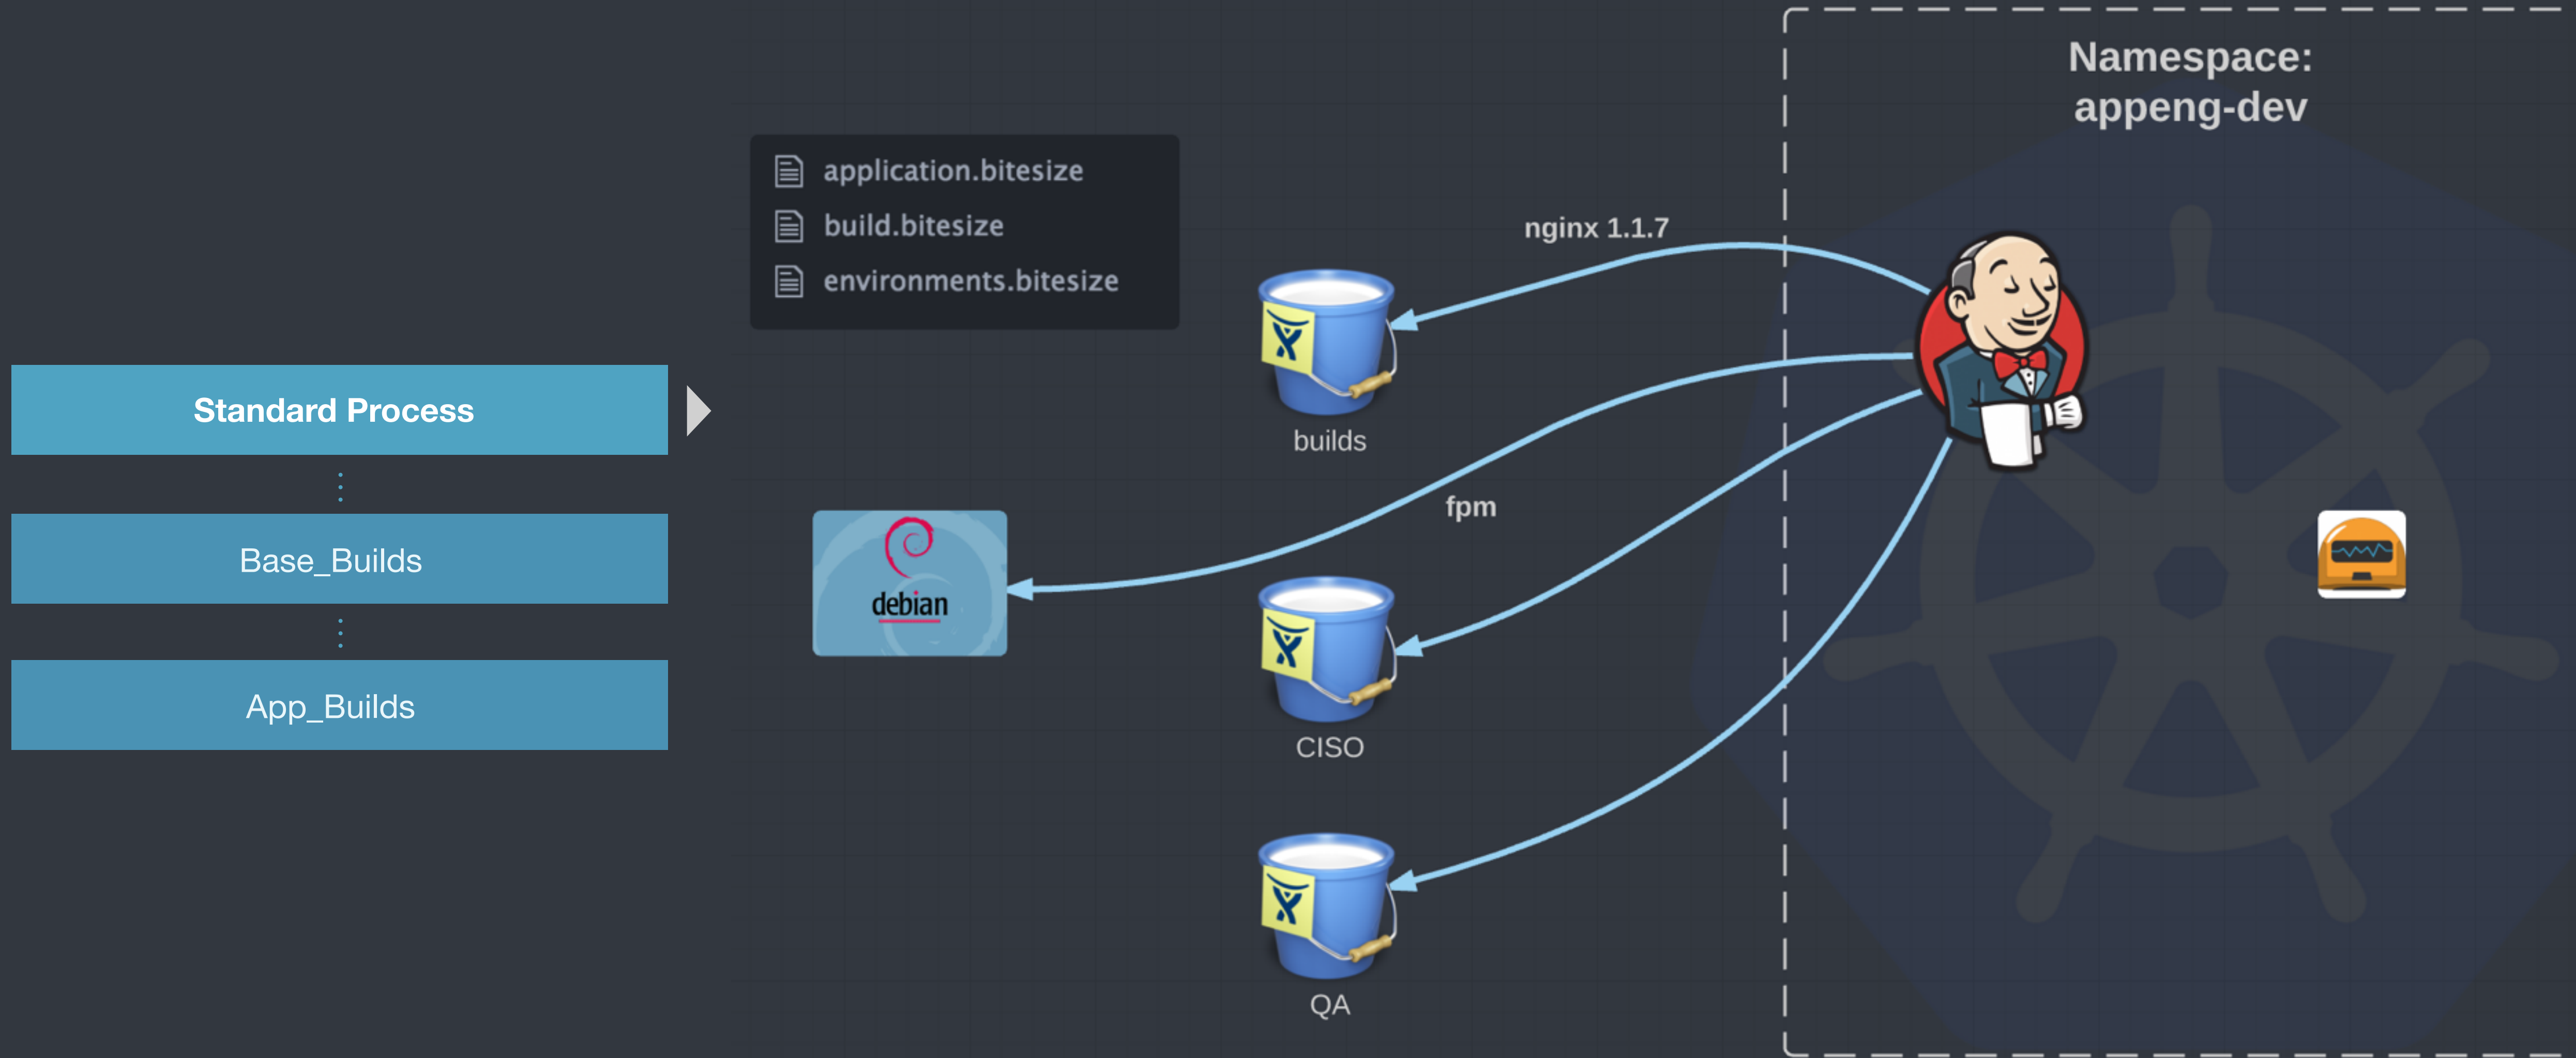 Namespace:
appeng-dev
application.bitesize
build.bitesize
environments.bitesize
nginx 1.1.7
Standard Process
builds
fpm
Base_Builds
debian
App_Builds
CISO
QA